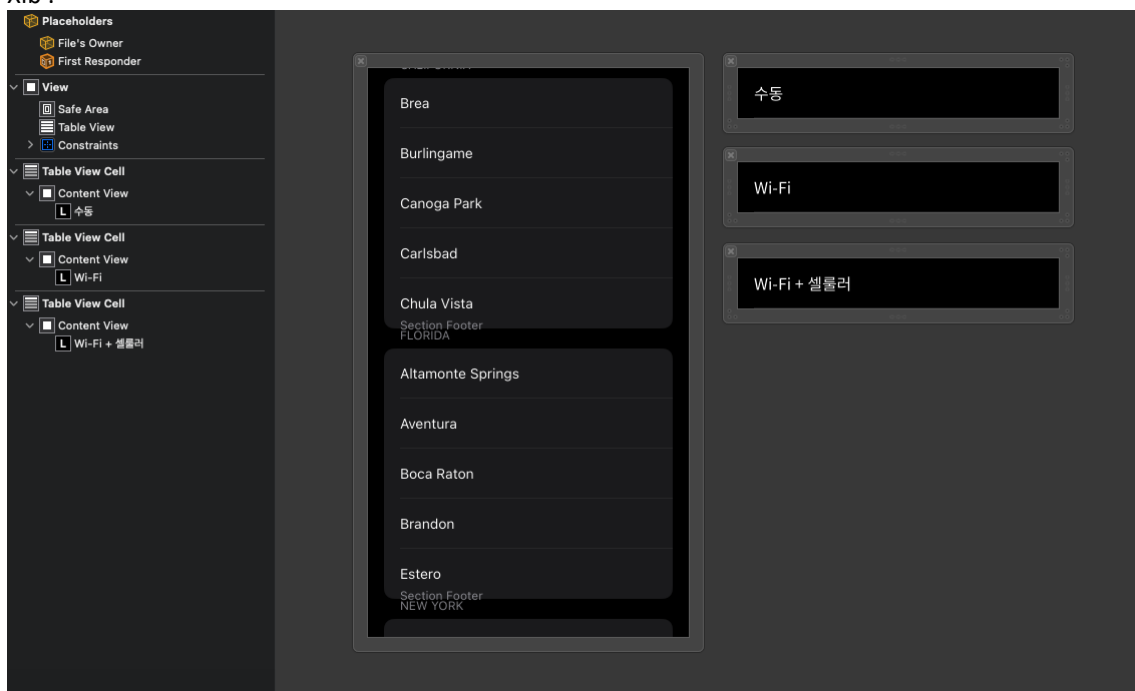 Placeholders
File's Owner
First Responder
View
Safe Area
Table View
Constraints
Table View Cell
Content View
L 수동
Table View Cell
Content View
L Wi-Fi
Table View Cell
Content View
L Wi-Fi + 셀룰러
Brea
Burlingame
Canoga Park
Carlsbad
Chula Vista
Section Footer
FLORIDA
Altamonte Springs
Aventura
Boca Raton
Brandon
Estero
Section Footer
NEW YORK
수동
Wi-Fi
Wi-Fi + 셀룰러